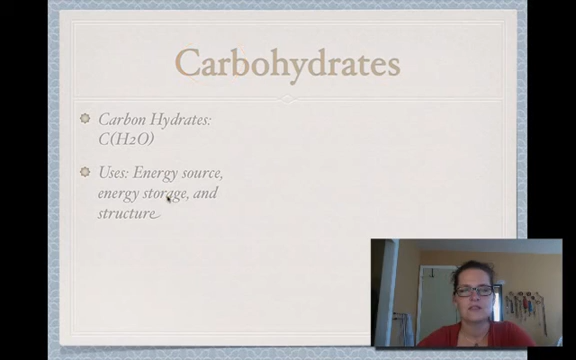 Carbohydrates
Carbon Hydrates:
C(H2O)
Uses: Energy source,
energy storage, and
structure